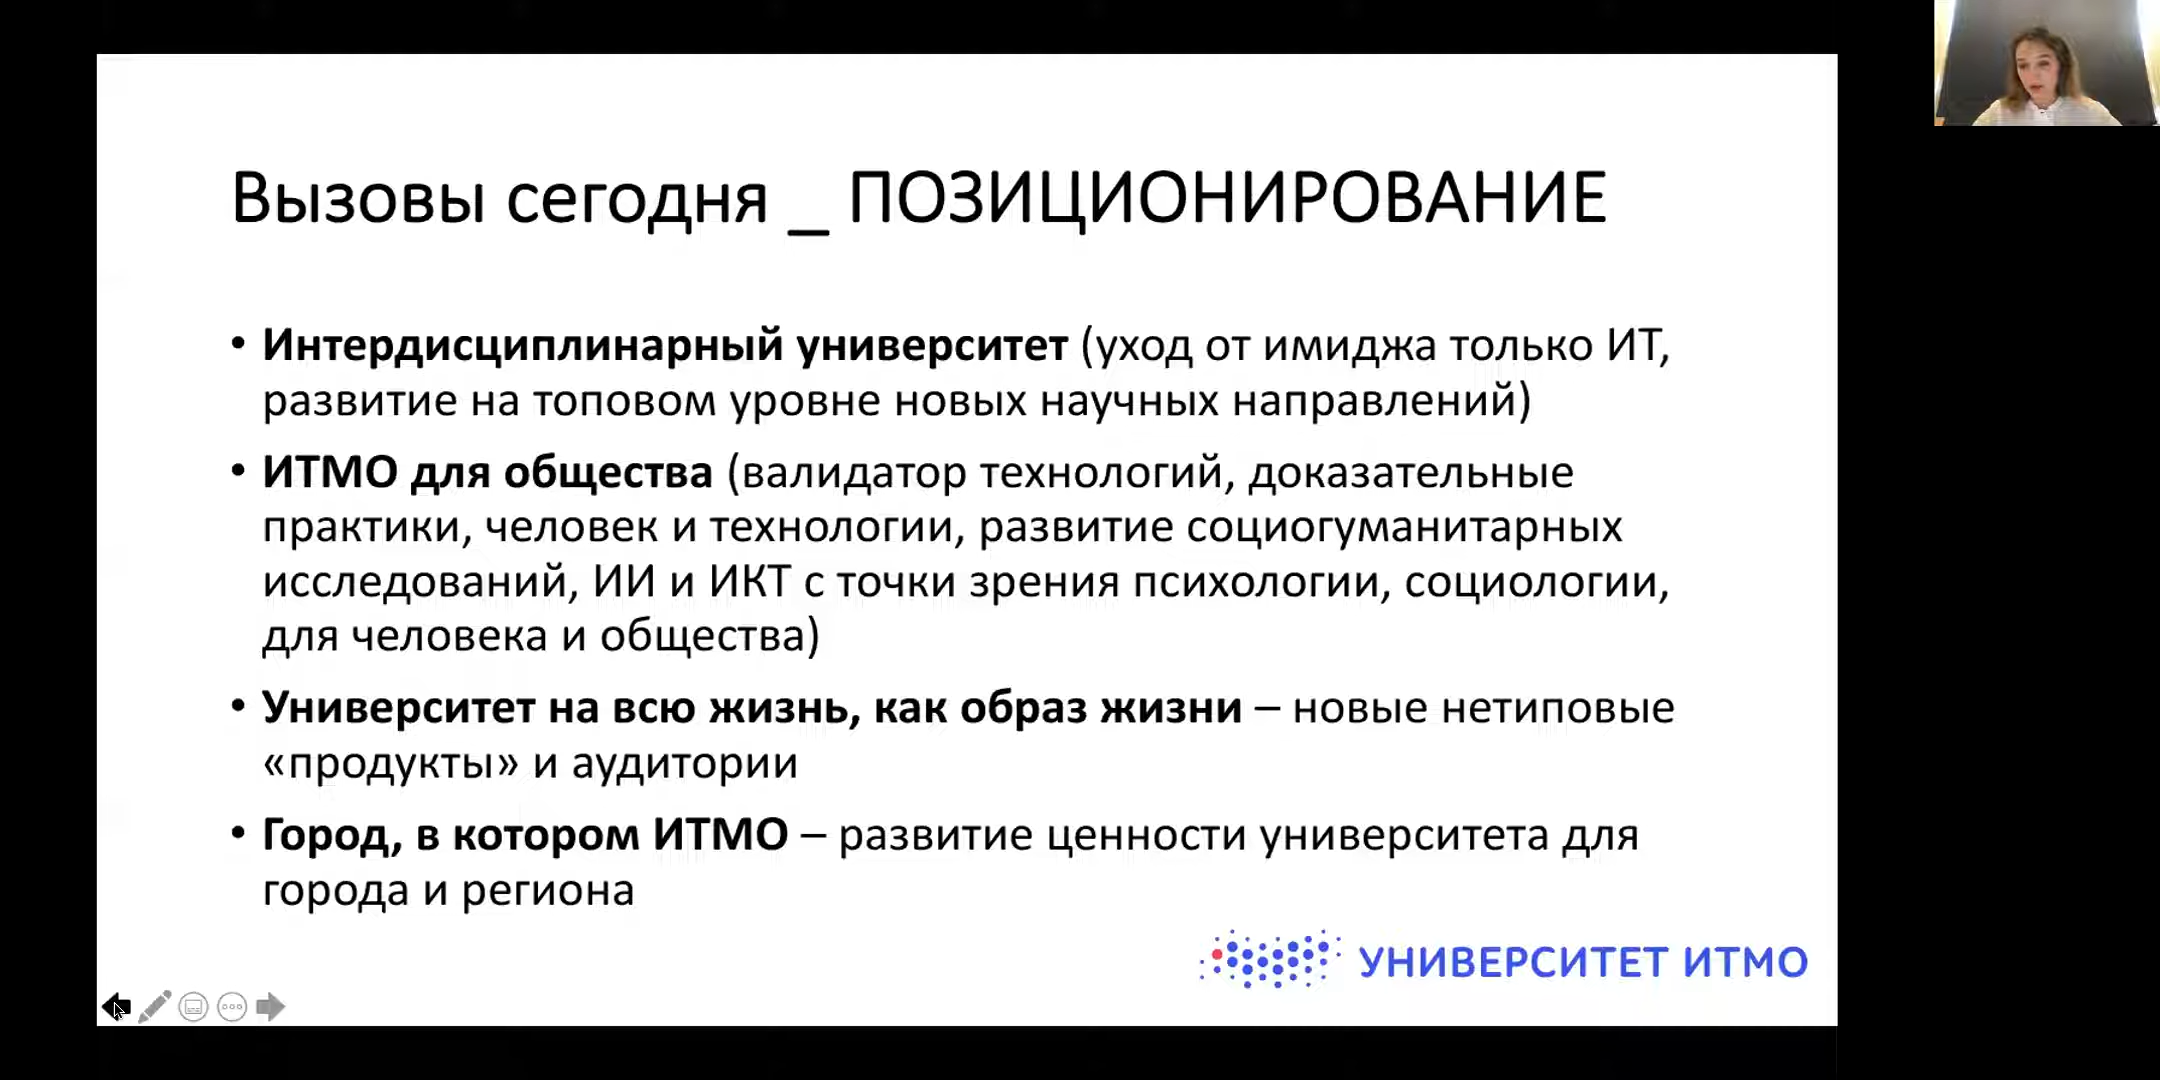 Вызовы сегодня _ ПОЗИЦИОНИРОВАНИЕ
• Интердисциплинарный университет (уход от имиджа только ИТ,
развитие на топовом уровне новых научных направлений)
• ИТМО для общества (валидатор технологий, доказательные
практики, человек и технологии, развитие социогуманитарных
исследований, ИИ и ИКТ с точки зрения психологии, социологии,
для человека и общества)
• Университет на всю жизнь, как образ жизни – новые нетиповые
«продукты» и аудитории
• Город, в котором ИТМО – развитие ценности университета для
города и региона
УНИВЕРСИТЕТ ИТМО